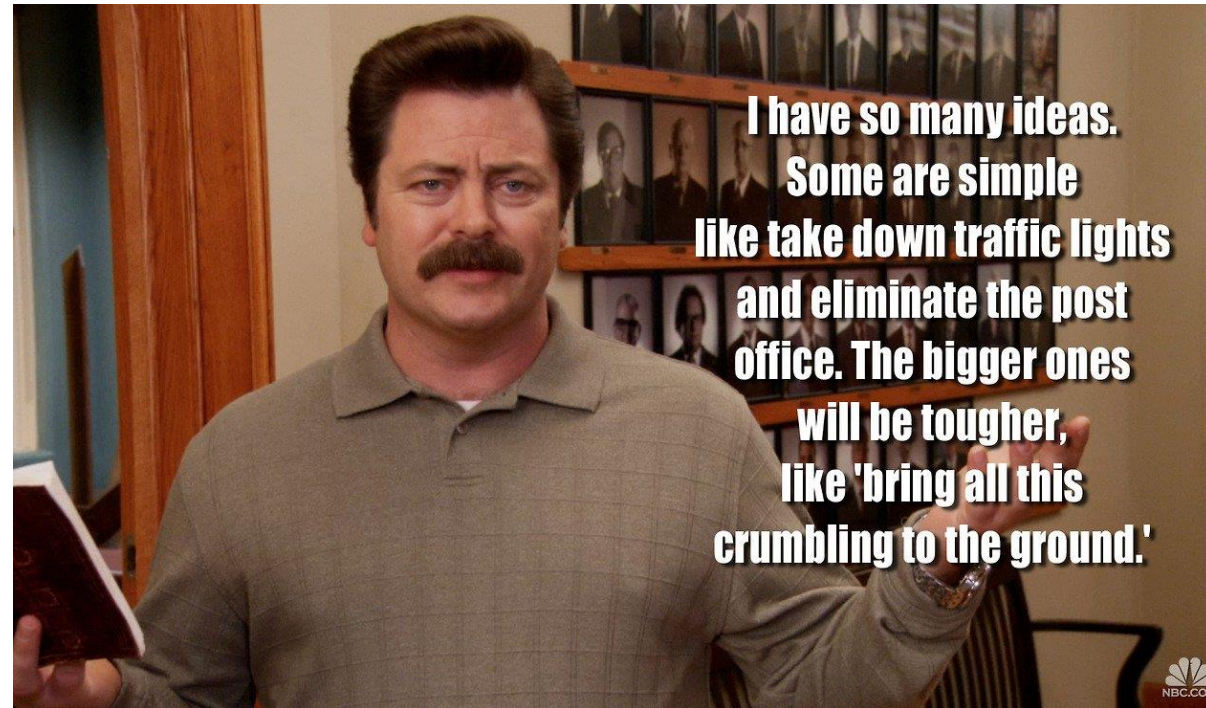 I have so many ideas.
Some are simple
like take down traffic lights
and eliminate the post
office. The bigger ones
will be tougher,
like 'bring all this
crumbling to the ground.'
NBC.CO